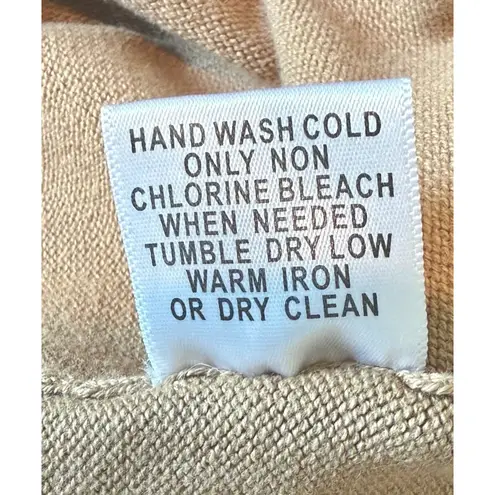 HAND WASH COLD
ONLY NON
CHLORINE BLEACH
WHEN NEEDED
TUMBLE DRY LOW
WARM IRON
OR DRY CLEAN